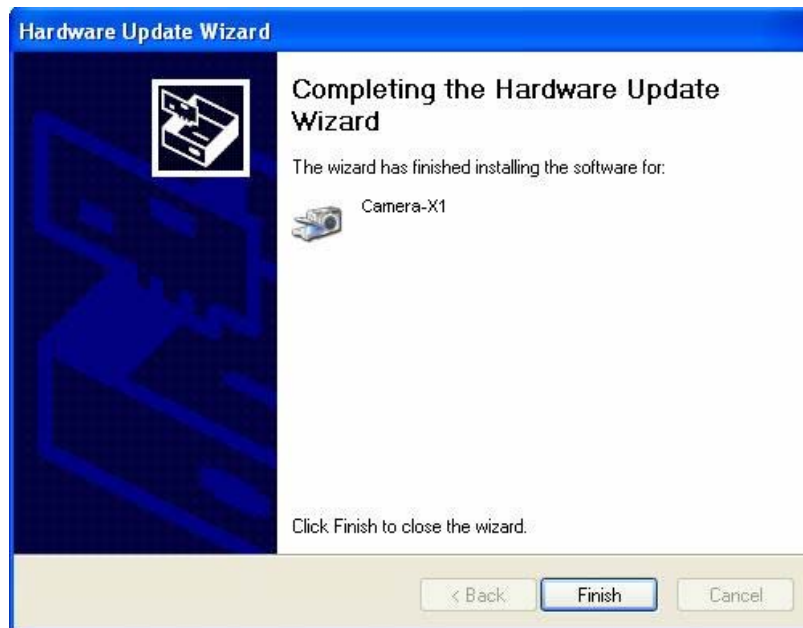 Hardware Update Wizard
Completing the Hardware Update
Wizard
The wizard has finished installing the software for:
Camera-X1
Click Finish to close the wizard.
< Back
Finish
Cancel